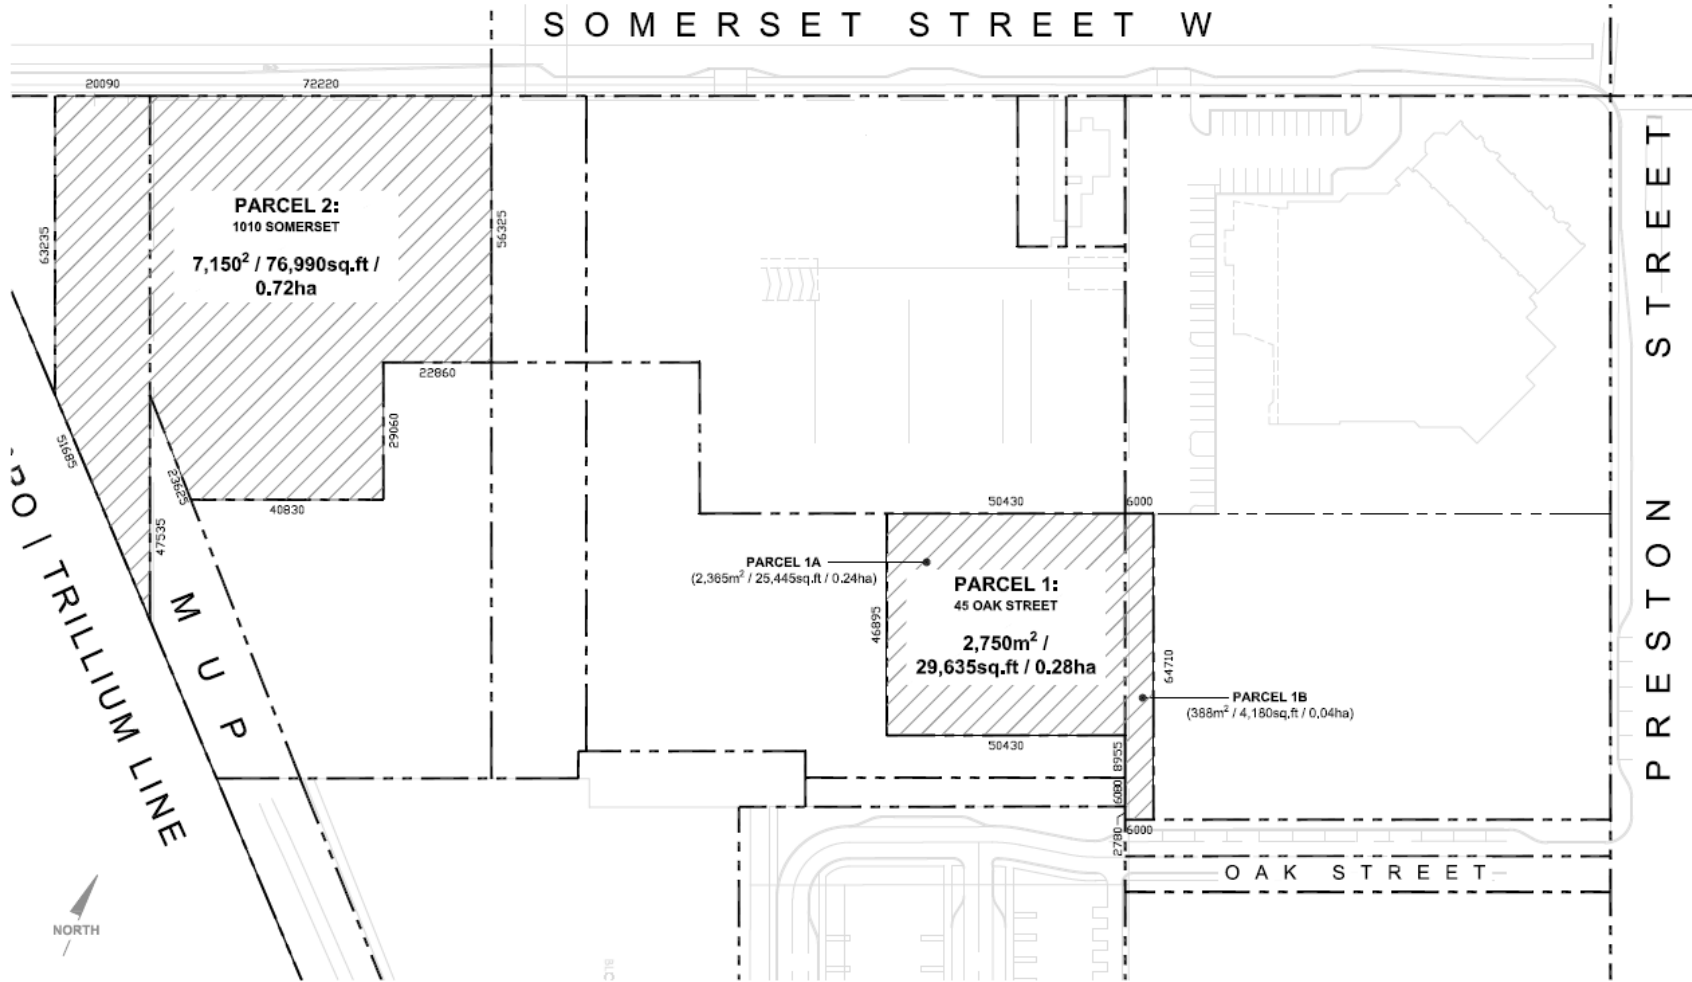 SOMERSET STREET W
20090
72220
63235
56325
PARCEL 2:
1010 SOMERSET
7,150² / 76,990sq.ft /
0.72ha
22860
29060
51685
23625
40830
47535
50430
6000
PARCEL 1A
(2,365m² / 25,445sq.ft / 0.24ha)
PARCEL 1:
45 OAK STREET
2,750m² /
29,635sq.ft / 0.28ha
46895
64710
PARCEL 1B
(388m² / 4,180sq.ft / 0.04ha)
50430
8955
6080
2780
6000
TRILLIUM LINE
MUP
PRESTON STREET
OAK STREET
NORTH